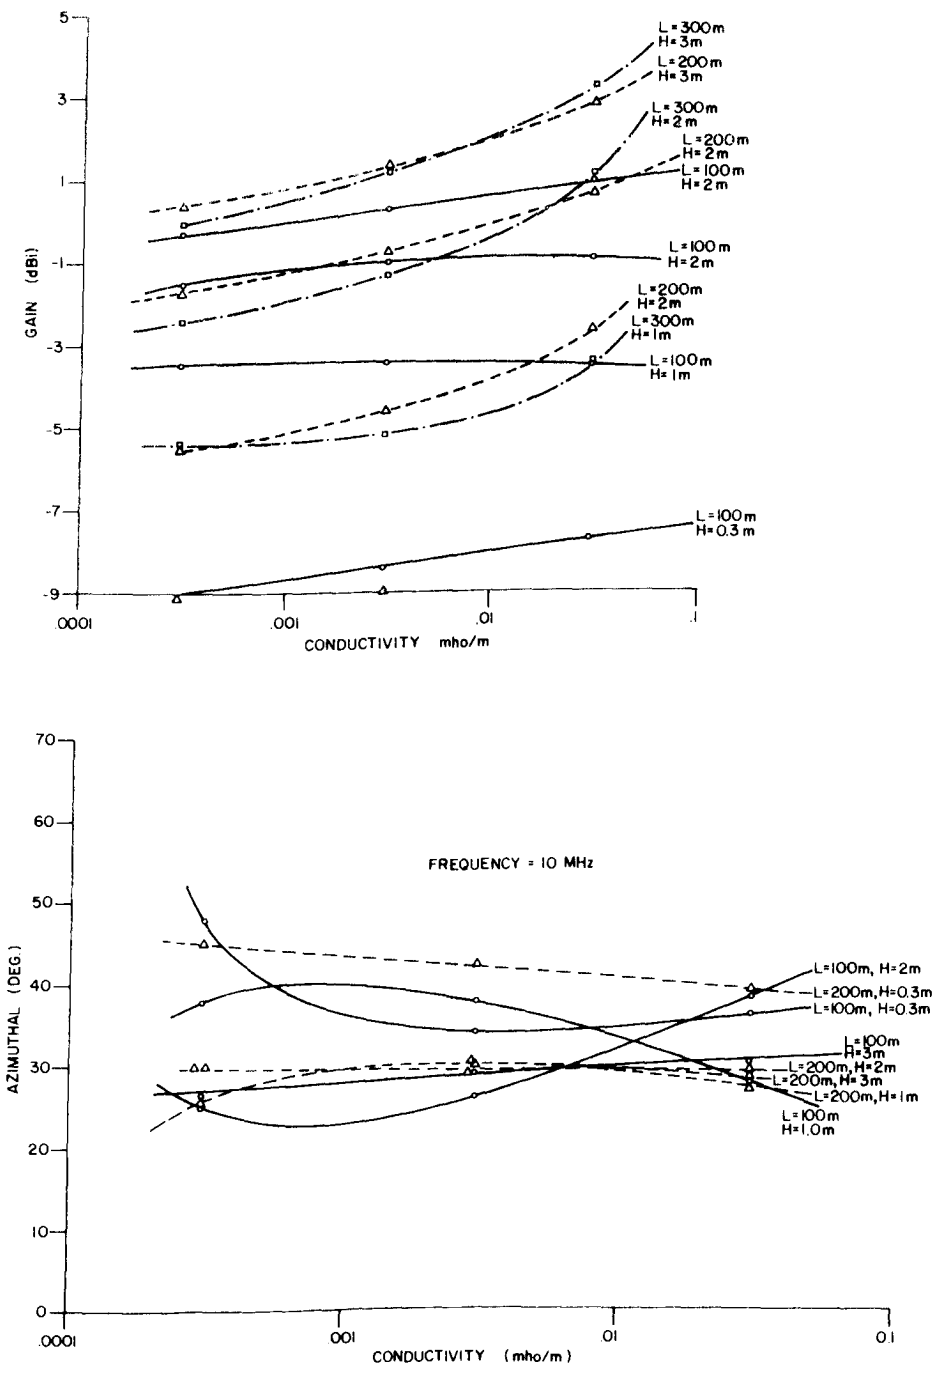 5
3
1
-1
-3
-5
-7
-9
GAIN (dBi)
L=300m
H=3m
L=200m
H=3m
L=300m
H=2m
L=200m
H=2m
L=100m
H=2m
L=100m
H=2m
L=200m
H=2m
L=300m
H=1m
L=100m
H=1m
L=100m
H=0.3m
.0001
.001
.01
.1
CONDUCTIVITY mho/m
70
60
50
40
30
20
10
0
AZIMUTHAL (DEG.)
FREQUENCY = 10 MHz
L=100m, H=2m
L=200m, H=0.3m
L=100m, H=0.3m
L=100m
H=3m
L=200m, H=2m
L=200m, H=3m
L=200m, H=1m
L=100m
H=1.0m
.0001
.001
.01
0.1
CONDUCTIVITY (mho/m)